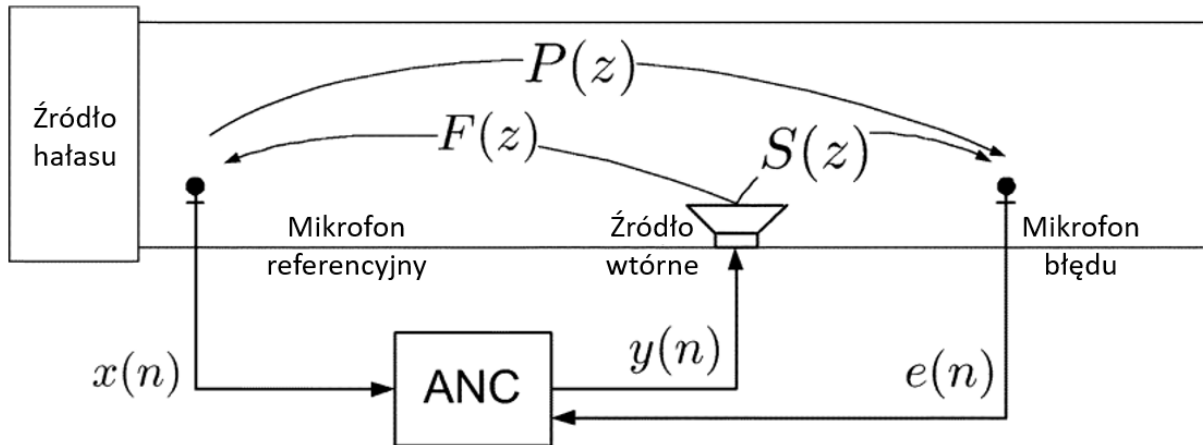 P(z)
Źródło
hałasu
F(z)
S(z)
Mikrofon
referencyjny
Źródło
wtórne
Mikrofon
błędu
x(n)
ANC
y(n)
e(n)